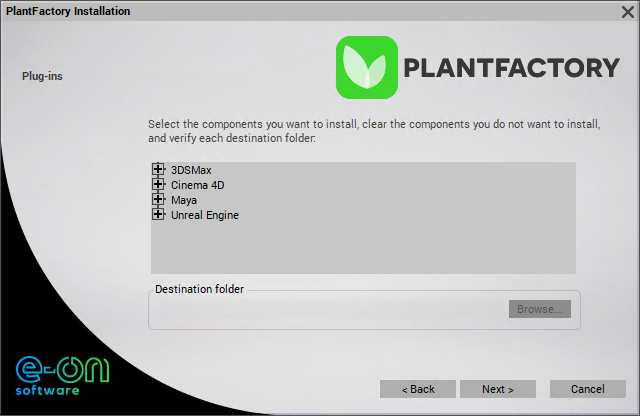 PlantFactory Installation
PLANTFACTORY
Plug-ins
Select the components you want to install, clear the components you do not want to install,
and verify each destination folder:
3DSMax
Cinema 4D
Maya
Unreal Engine
Destination folder
Browse...
e-on
software
< Back
Next >
Cancel